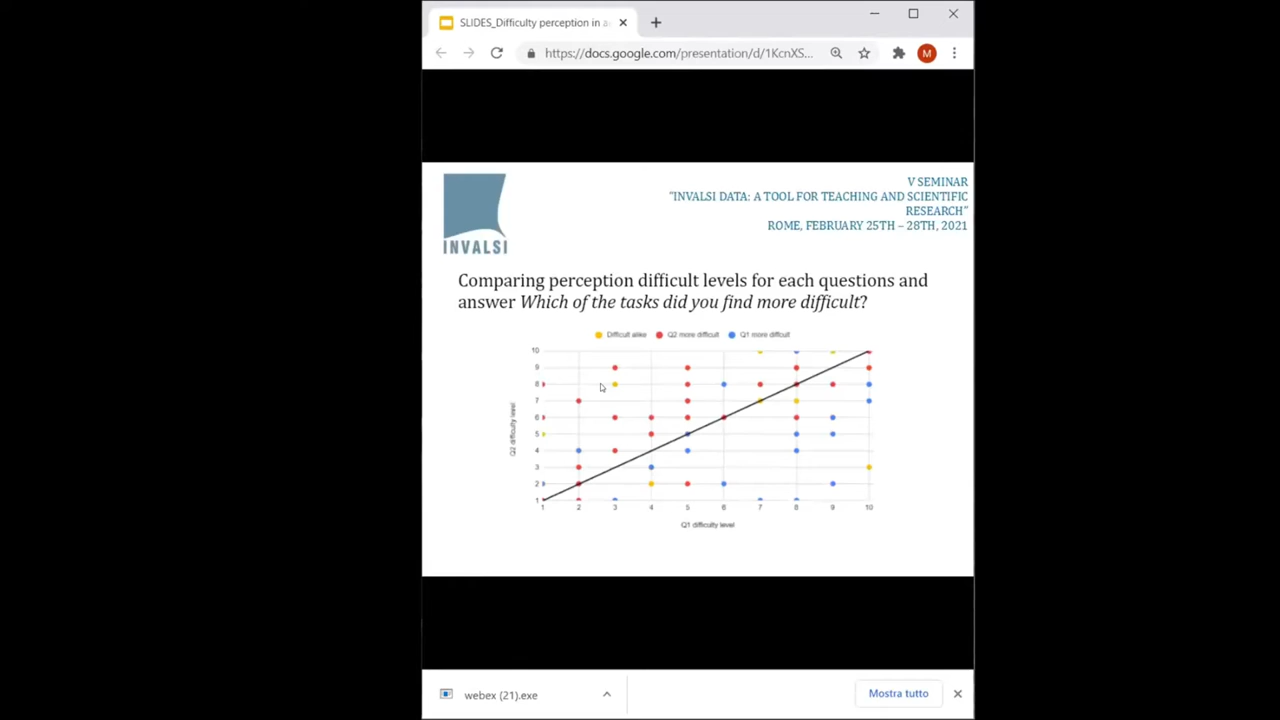 SLIDES_Difficulty perception in a
https://docs.google.com/presentation/d/1KcnXS...
M
INVALSI
V SEMINAR
"INVALSI DATA: A TOOL FOR TEACHING AND SCIENTIFIC
RESEARCH"
ROME, FEBRUARY 25TH – 28TH, 2021
Comparing perception difficult levels for each questions and
answer Which of the tasks did you find more difficult?
Difficult alike Q2 more difficult Q1 more difficult
10
9
8
7
6
5
4
3
2
1
Q2 difficulty level
1 2 3 4 5 6 7 8 9 10
Q1 difficulty level
webex (21).exe
Mostra tutto